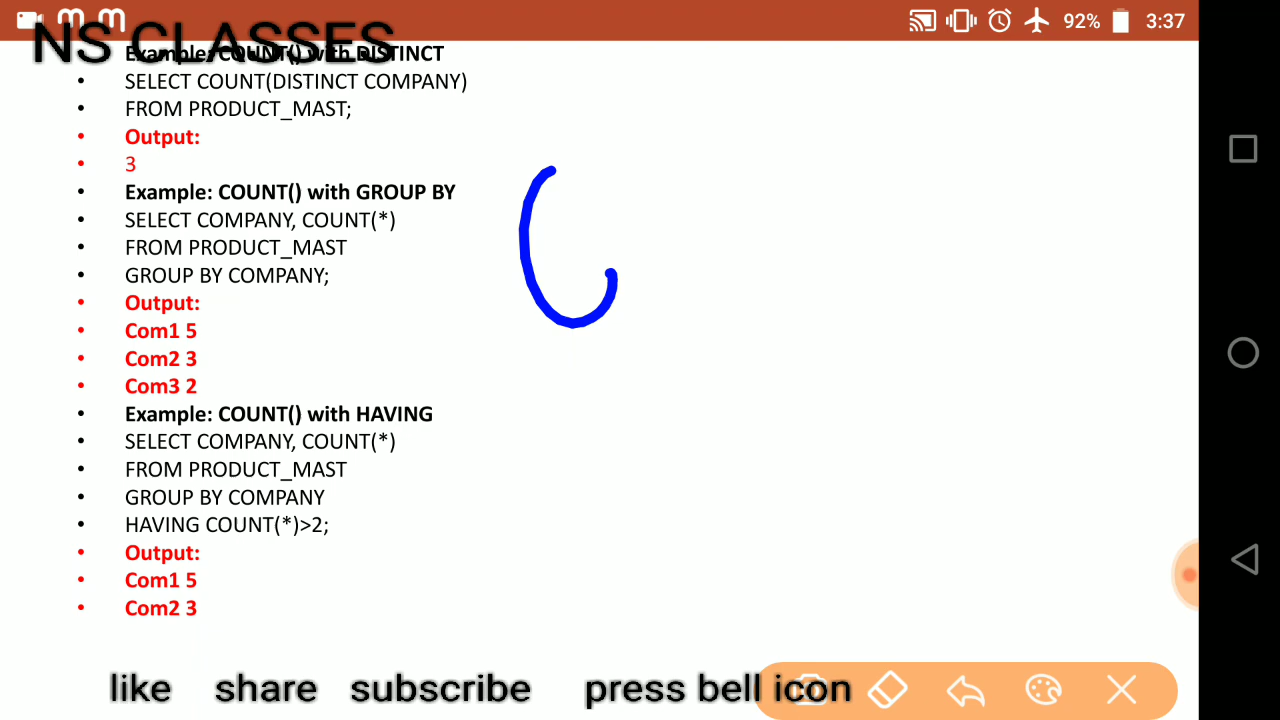 92% 3:37
NS CLASSES
Example: COUNT() with DISTINCT
SELECT COUNT(DISTINCT COMPANY)
FROM PRODUCT_MAST;
Output:
3
Example: COUNT() with GROUP BY
SELECT COMPANY, COUNT(*)
FROM PRODUCT_MAST
GROUP BY COMPANY;
Output:
Com1 5
Com2 3
Com3 2
Example: COUNT() with HAVING
SELECT COMPANY, COUNT(*)
FROM PRODUCT_MAST
GROUP BY COMPANY
HAVING COUNT(*)>2;
Output:
Com1 5
Com2 3
like share subscribe press bell icon